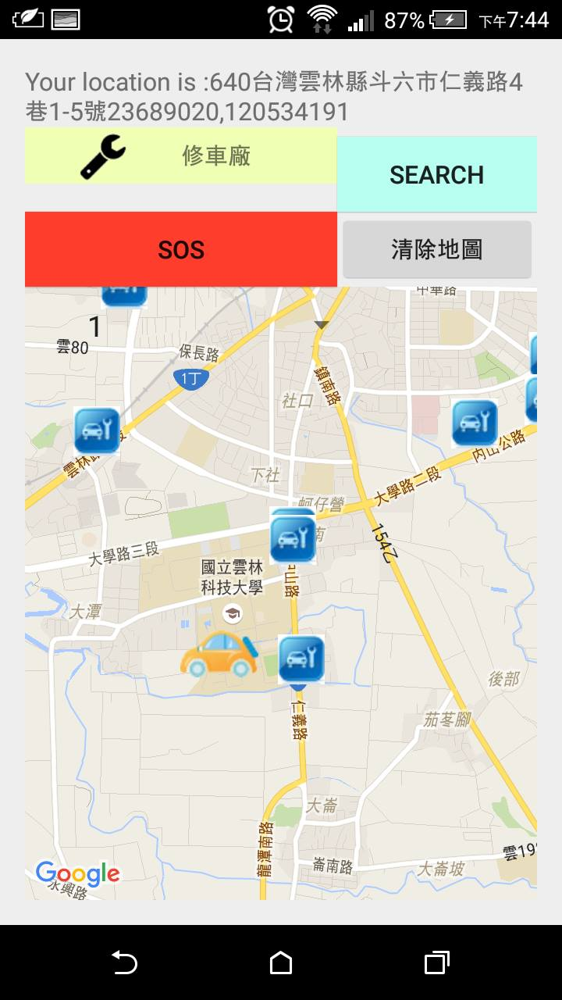 87% 下午7:44
Your location is :640台灣雲林縣斗六市仁義路4
巷1-5號23689020,120534191
修車廠
SEARCH
SOS
清除地圖
中華路
1
雲80
保長路
1丁
鎮南路
社口
內山公路
大學路二段
下社
蚵仔營
南
154乙
大學路三段
國立雲林
科技大學
山路
大潭
後部
仁義路
茄苳腳
大崙
龍潭南路
崙南路
雲19
大崙坡
Google
永興路